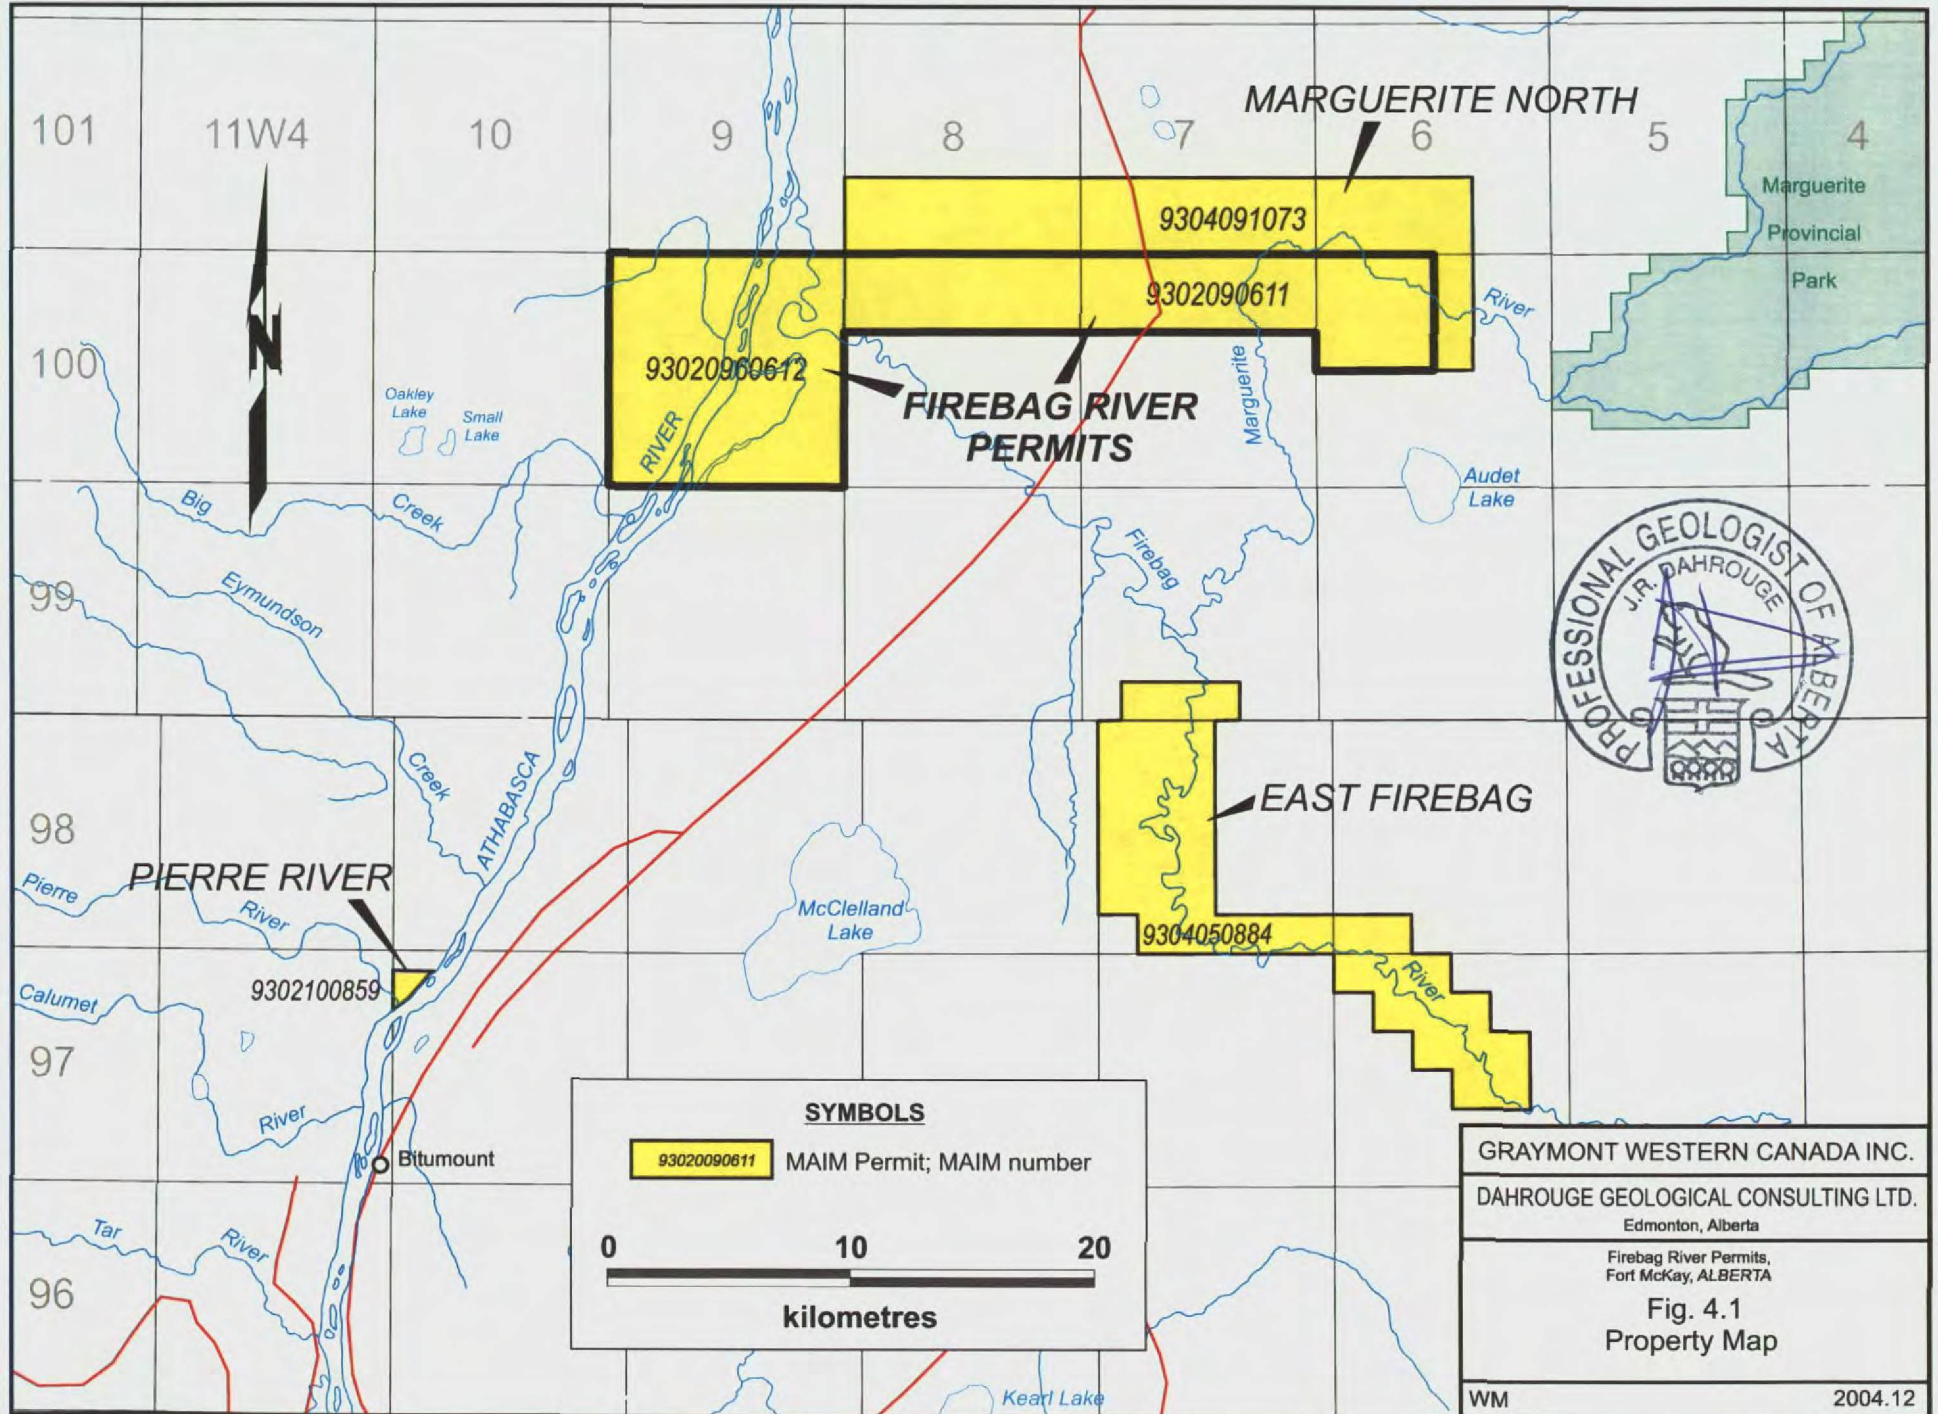 MARGUERITE NORTH
101
11W4
10
9
8
7
6
5
4
Marguerite
Provincial
Park
9304091073
9302090611
River
N
100
93020960612
FIREBAG RIVER
PERMITS
Marguerite
Oakley
Lake
Small
Lake
RIVER
Audet
Lake
Big
Creek
Firebag
99
Eymundson
PROFESSIONAL GEOLOGIST OF ALBERTA
J.R. DAHROUGE
Creek
ATHABASCA
EAST FIREBAG
98
PIERRE RIVER
Pierre
River
McClelland
Lake
9304050884
9302100859
River
Calumet
97
River
Bitumount
SYMBOLS
93020090611
MAIM Permit; MAIM number
0 10 20
kilometres
Tar
River
96
Kearl Lake
GRAYMONT WESTERN CANADA INC.
DAHROUGE GEOLOGICAL CONSULTING LTD.
Edmonton, Alberta
Firebag River Permits,
Fort McKay, ALBERTA
Fig. 4.1
Property Map
WM 2004.12